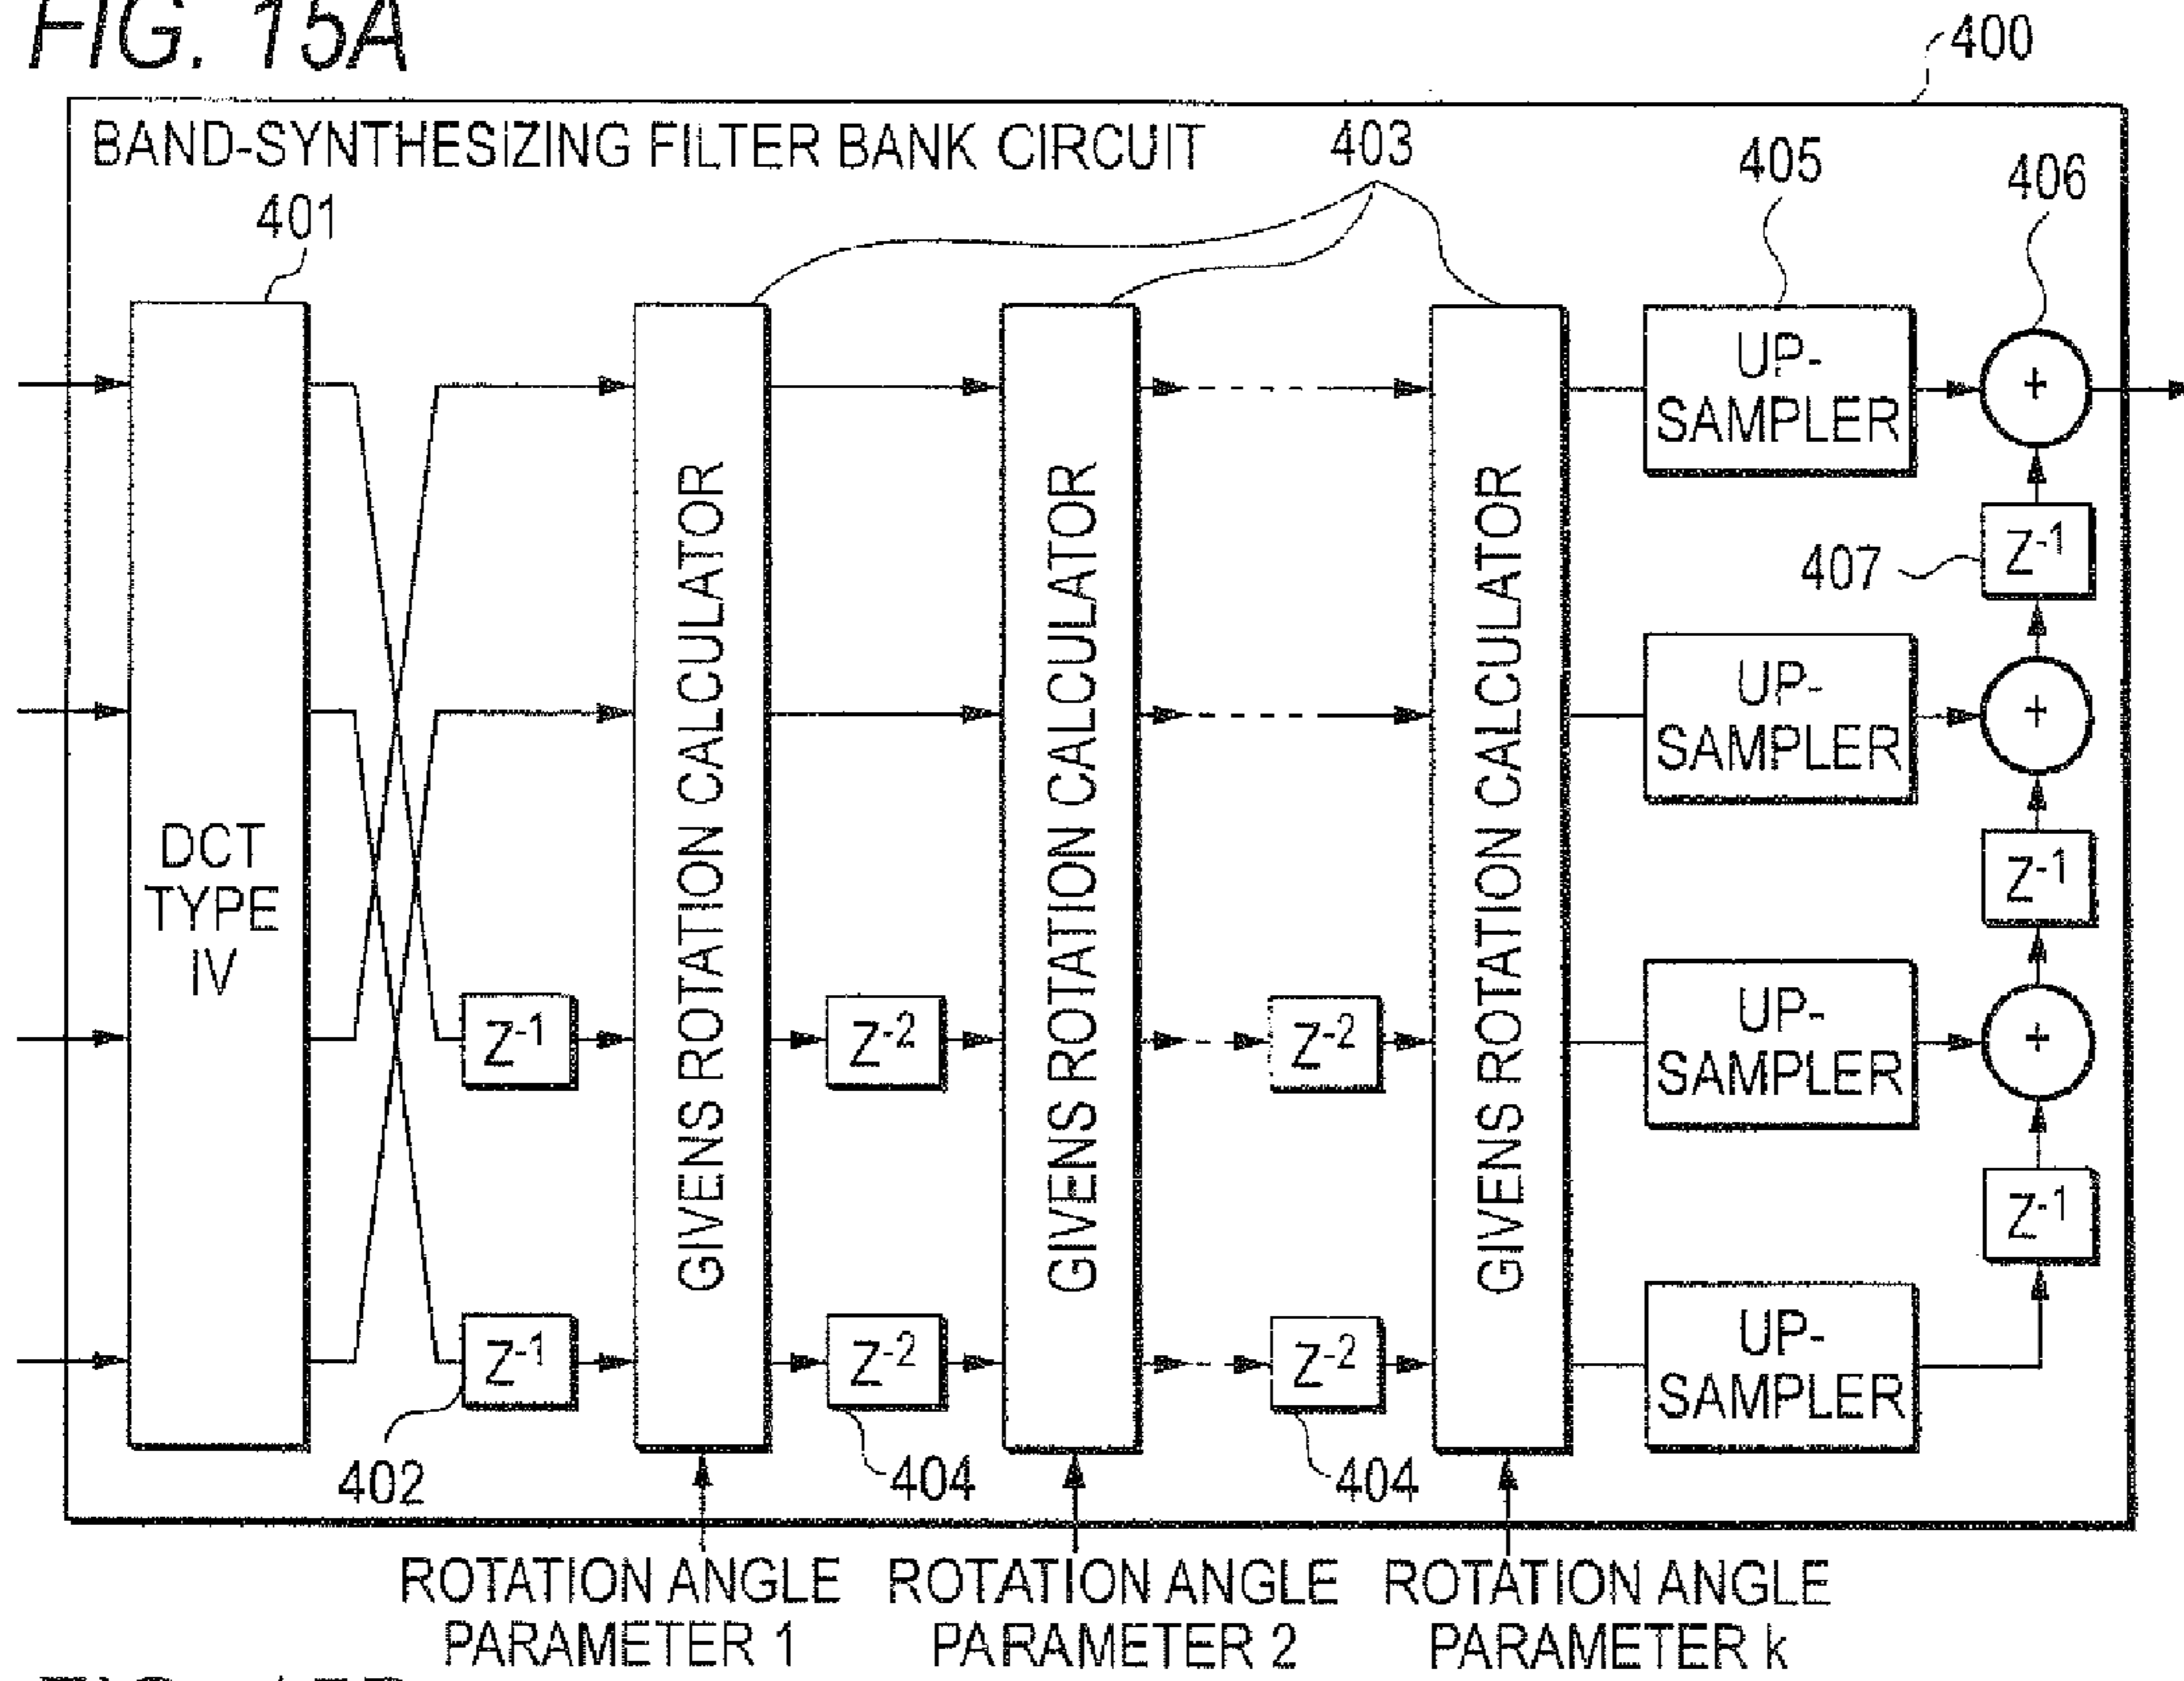 FIG. 15A
400
BAND-SYNTHESIZING FILTER BANK CIRCUIT
403
405
406
401
UP-
SAMPLER
+
Z-1
407
UP-
SAMPLER
+
DCT
TYPE
IV
GIVENS ROTATION CALCULATOR
GIVENS ROTATION CALCULATOR
GIVENS ROTATION CALCULATOR
Z-1
Z-1
Z-2
Z-2
UP-
SAMPLER
+
Z-1
Z-1
Z-2
Z-2
UP-
SAMPLER
402
404
404
ROTATION ANGLE
PARAMETER 1
ROTATION ANGLE
PARAMETER 2
ROTATION ANGLE
PARAMETER k